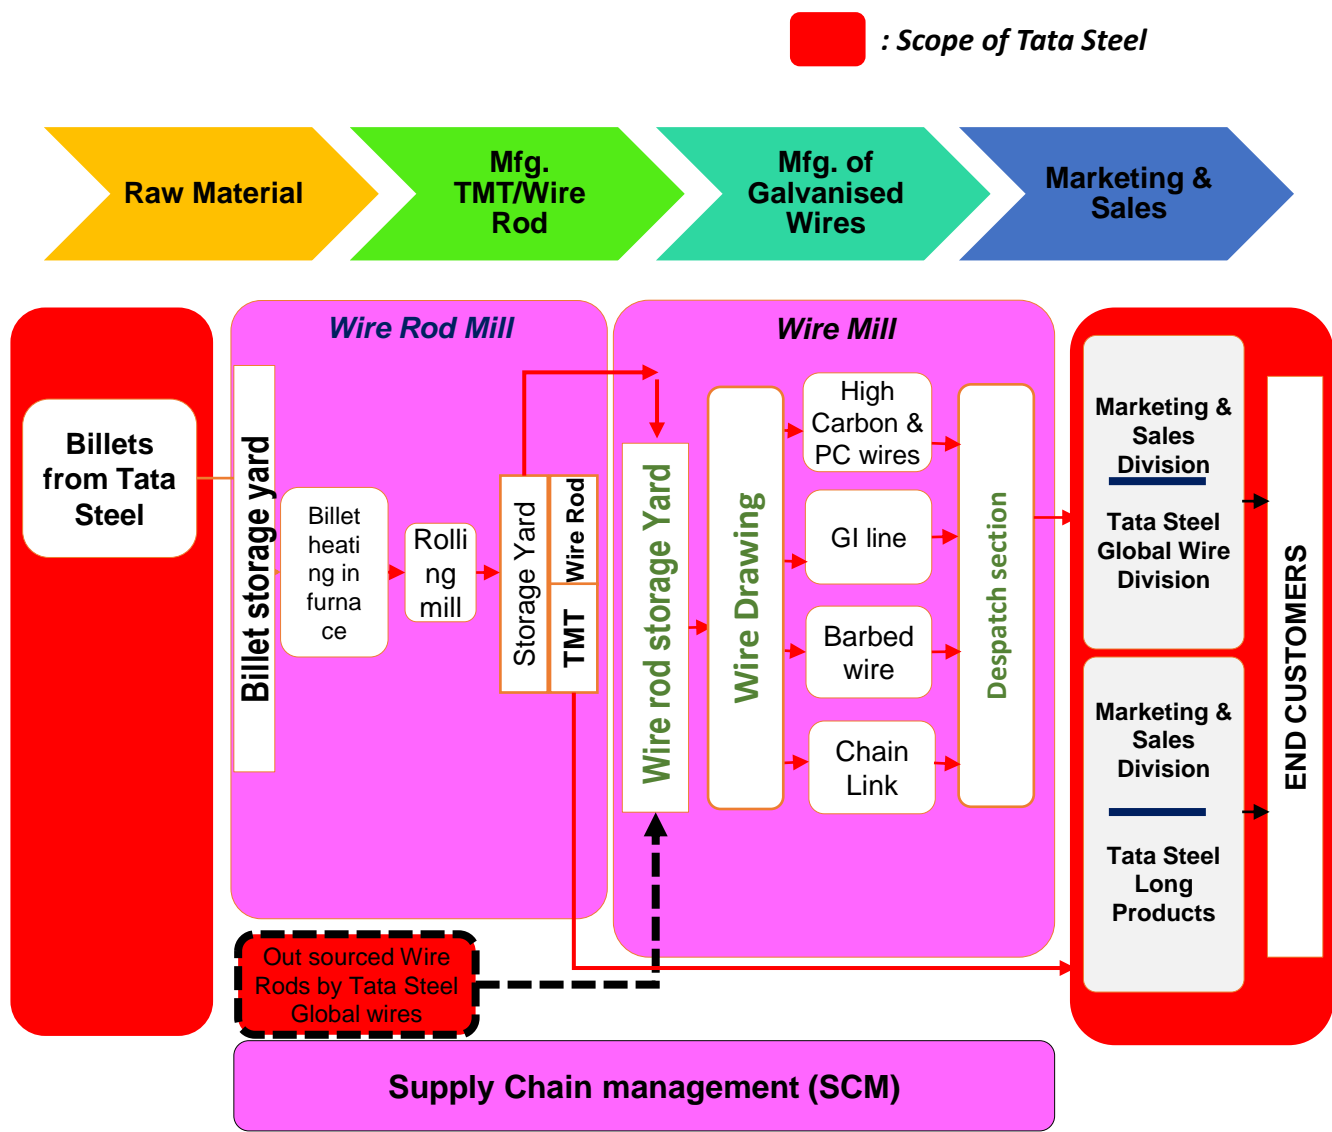 : Scope of Tata Steel
Raw Material
Mfg.
TMT/Wire
Rod
Mfg. of
Galvanised
Wires
Marketing &
Sales
Billets
from Tata
Steel
Wire Rod Mill
Billet storage yard
Billet
heati
ng in
furna
ce
Rolli
ng
mill
Storage Yard
Wire Rod
TMT
Wire Mill
Wire rod storage Yard
Wire Drawing
High
Carbon &
PC wires
GI line
Barbed
wire
Chain
Link
Despatch section
Marketing &
Sales
Division
Tata Steel
Global Wire
Division
Marketing &
Sales
Division
Tata Steel
Long
Products
END CUSTOMERS
Out sourced Wire
Rods by Tata Steel
Global wires
Supply Chain management (SCM)